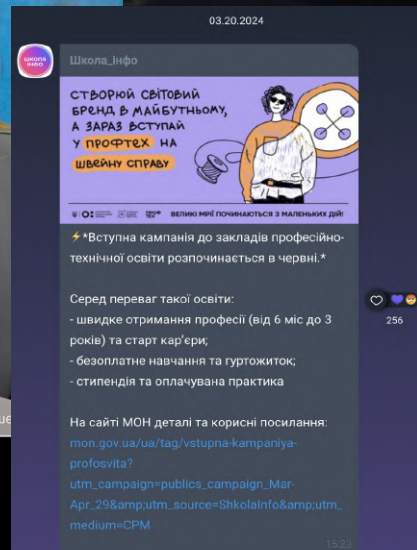 03.20.2024
ШКОЛА
ІНФО
Школа_інфо
СТВОРЮЙ СВІТОВИЙ
БРЕНД В МАЙБУТНЬОМУ,
А ЗАРАЗ ВСТУПАЙ
У ПРОФТЕХ НА
ШВЕЙНУ СПРАВУ
ВЕЛИКІ МРІЇ ПОЧИНАЮТЬСЯ З МАЛЕНЬКИХ ДІЙ!
⚡*Вступна кампанія до закладів професійно-
технічної освіти розпочинається в червні.*
Серед переваг такої освіти:
- швидке отримання професії (від 6 міс до 3
років) та старт кар'єри;
- безоплатне навчання та гуртожиток;
- стипендія та оплачувана практика
256
На сайті МОН деталі та корисні посилання:
mon.gov.ua/ua/tag/vstupna-kampaniya-
profosvita?
utm_campaign=publics_campaign_Mar-
Apr_29&amp;utm_source=ShkolaInfo&amp;utm_
medium=CPM
15:23